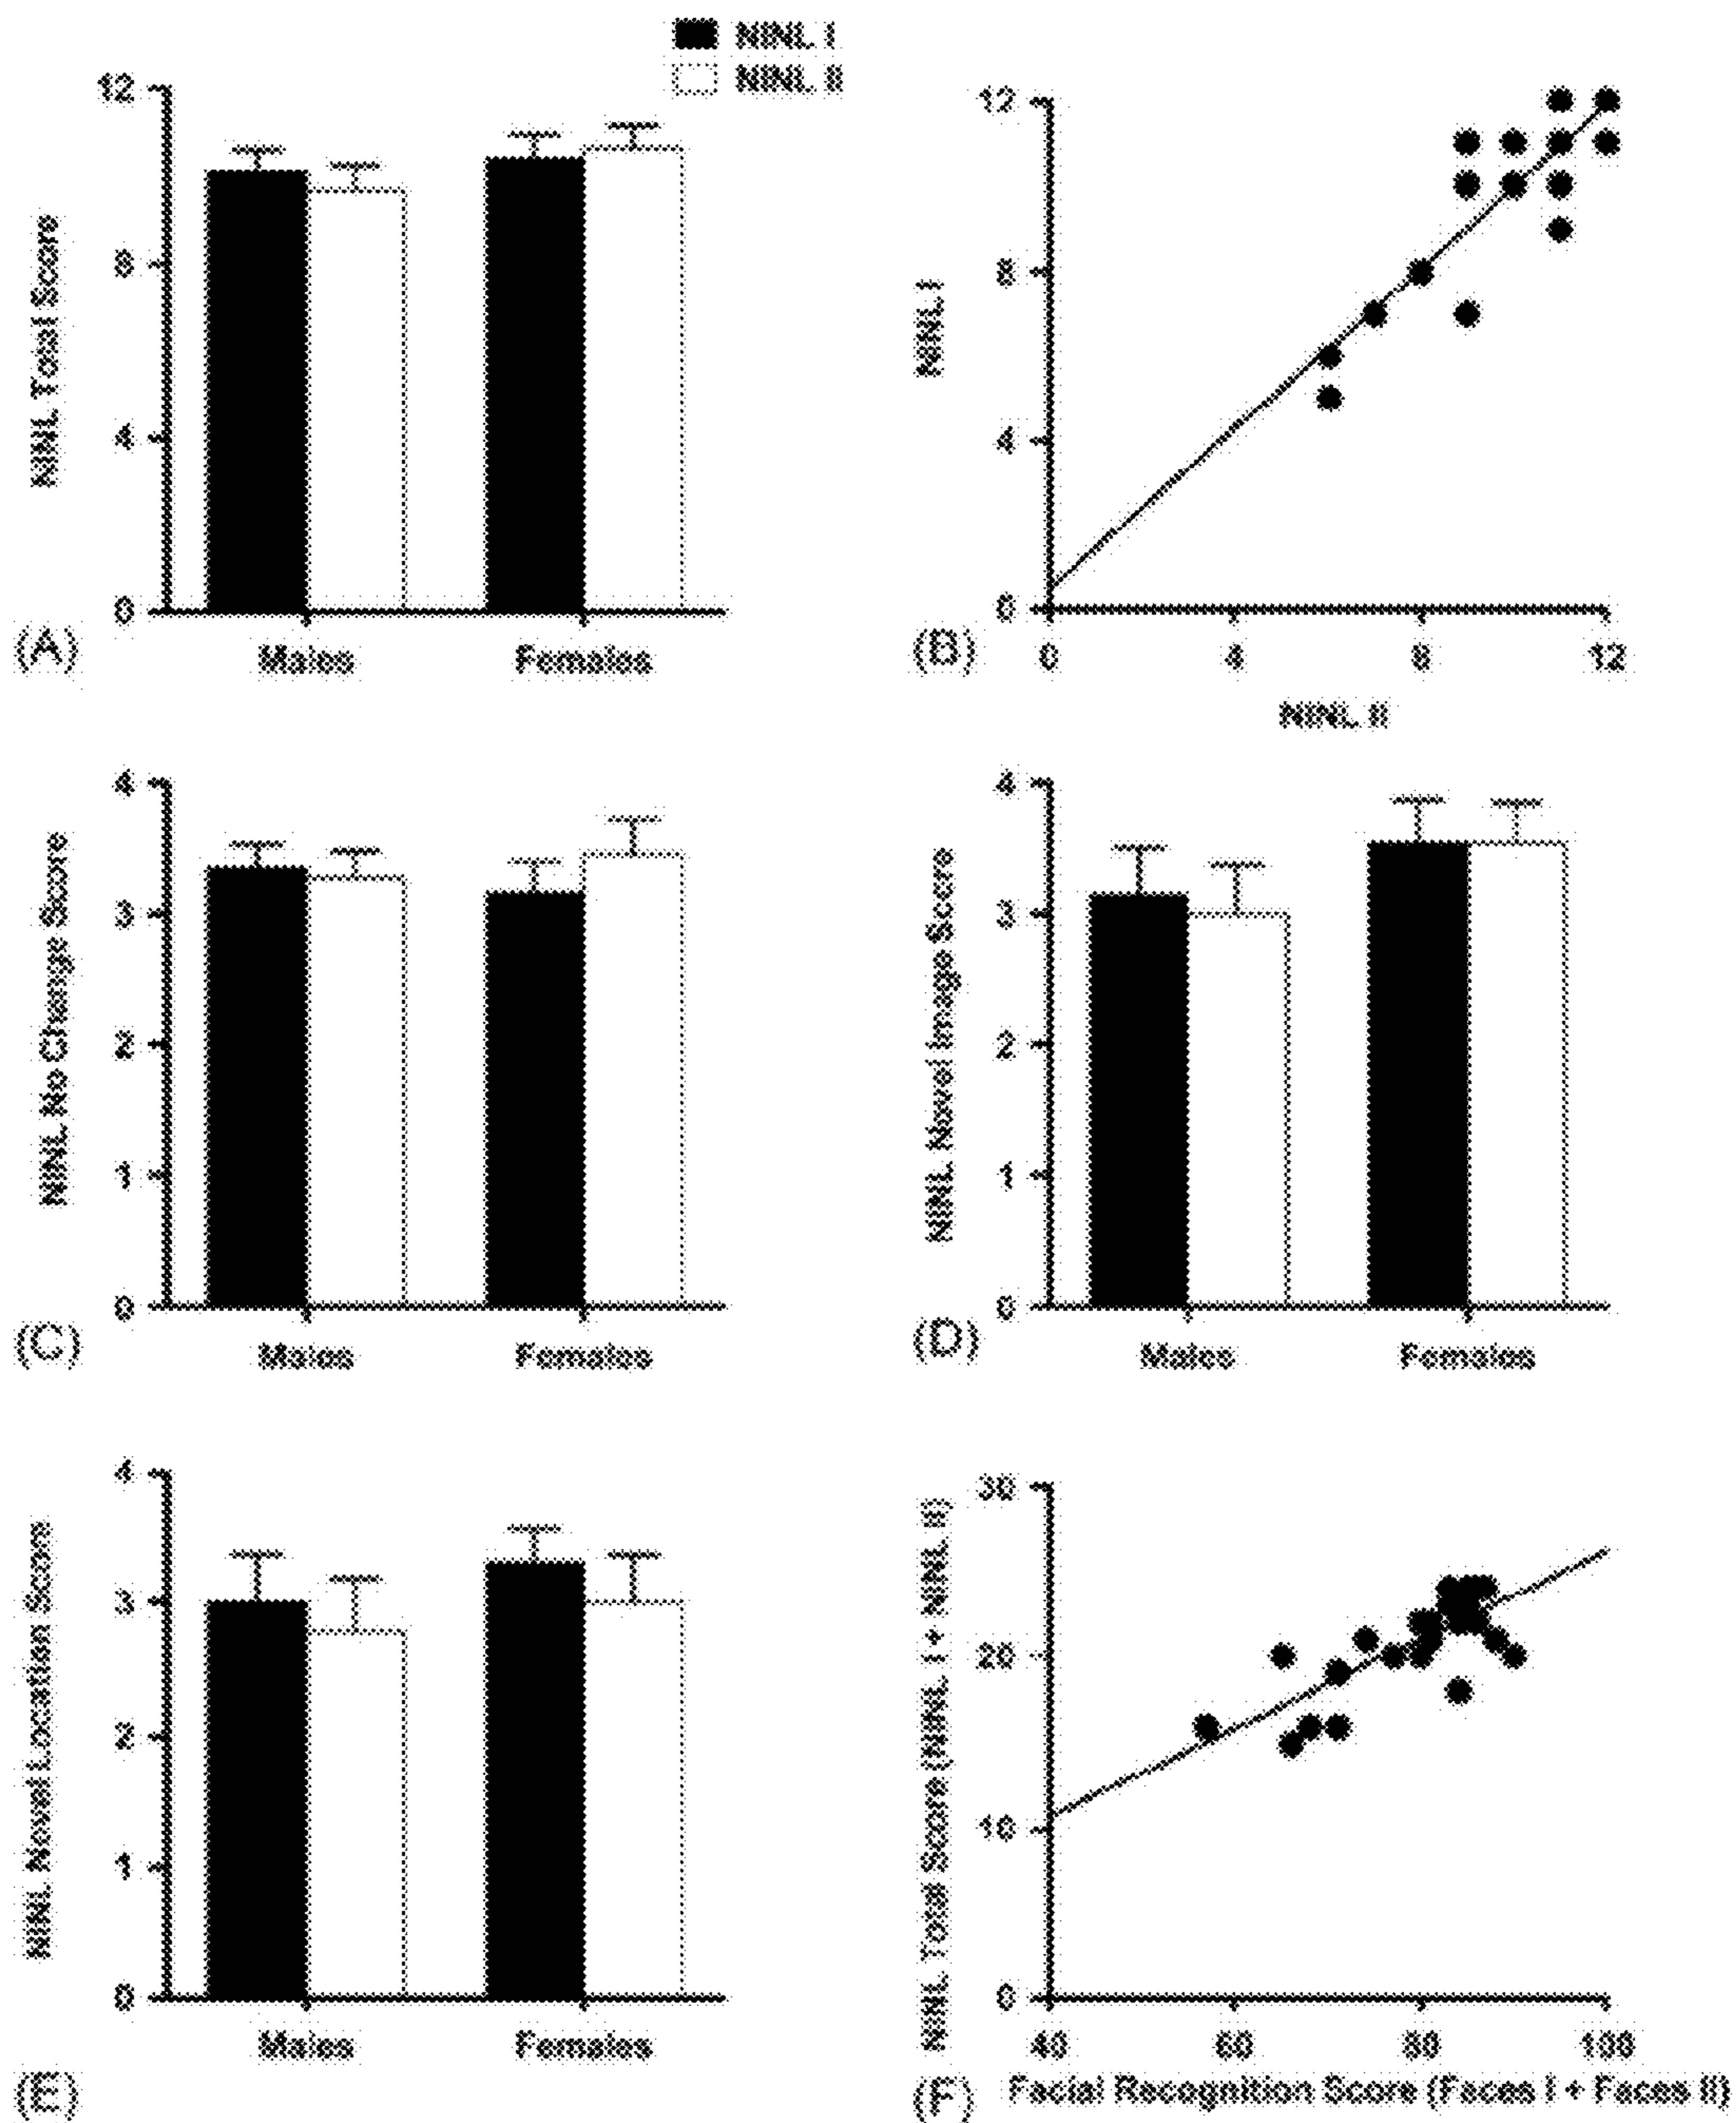 NINL I
NINL II
12
8
4
0
NINL Total Score
Males Females
(A)
12
8
4
0
NINL I
0 4 8 12
NINL II
(B)
4
3
2
1
0
NINL No Change Score
Males Females
(C)
4
3
2
1
0
NINL Novel Image Score
Males Females
(D)
4
3
2
1
0
NINL Novel Location Score
Males Females
(E)
30
20
10
0
NINL Total Score (NINL I + NINL II)
40 60 80 100
Facial Recognition Score (Faces I + Faces II)
(F)